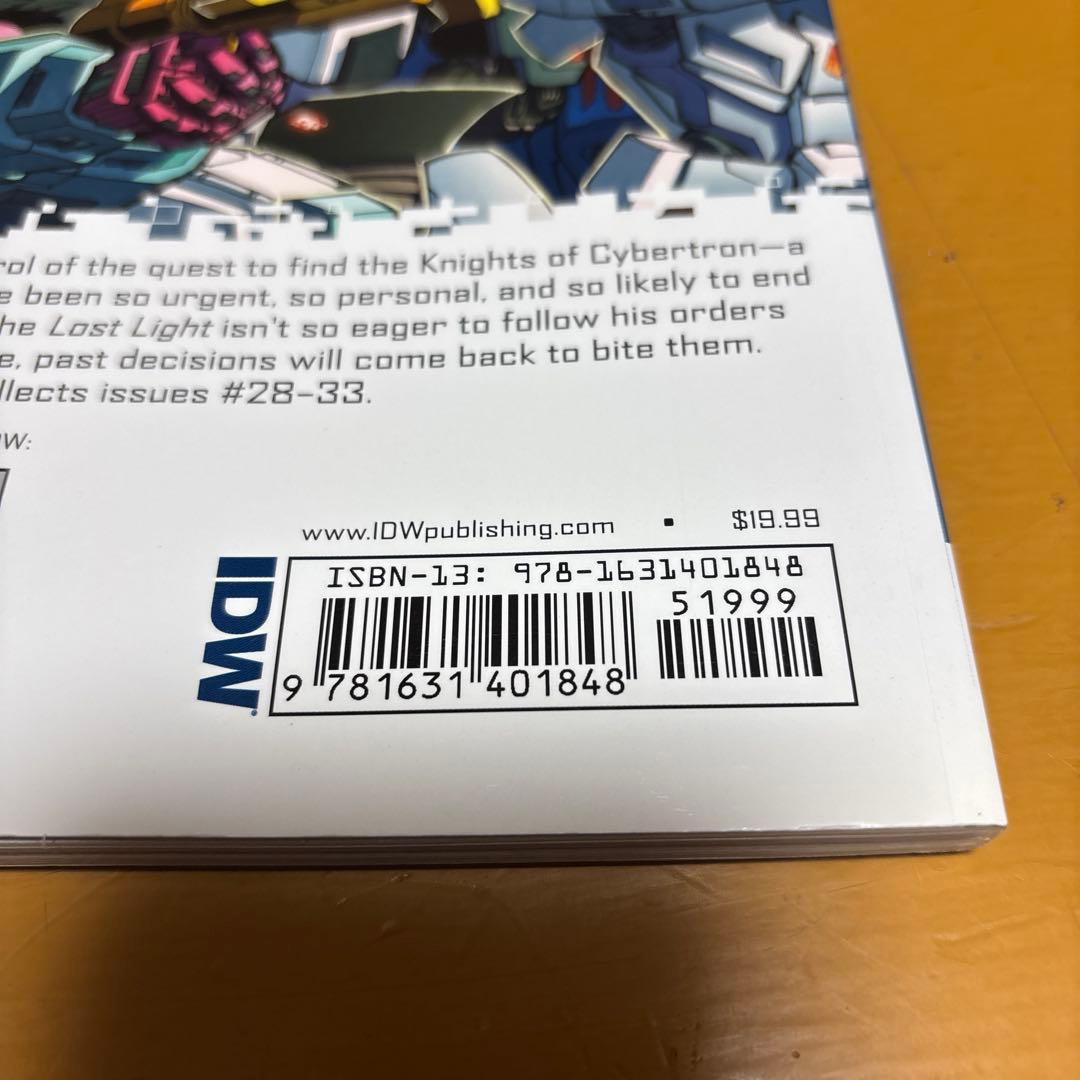 rol of the quest to find the Knights of Cybertron—a
e been so urgent, so personal, and so likely to end
he Lost Light isn't so eager to follow his orders
e, past decisions will come back to bite them.
llects issues #28–33.
ow:
www.IDWpublishing.com ▪ $19.99
IDW
ISBN-13: 978-1631401848
51999
9 781631 401848